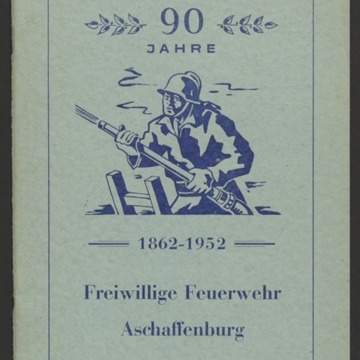 90
JAHRE
1862-1952
Freiwillige Feuerwehr
Aschaffenburg